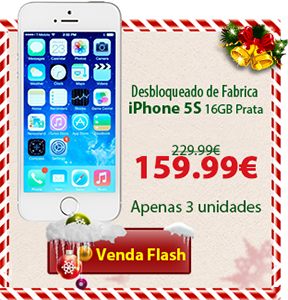 Desbloqueado de Fabrica
iPhone 5S 16GB Prata
229.99€
159.99€
Apenas 3 unidades
Venda Flash